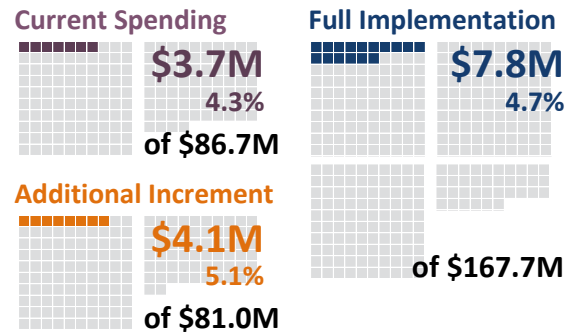 Current Spending
$3.7M
4.3%
of $86.7M
Additional Increment
$4.1M
5.1%
of $81.0M
Full Implementation
$7.8M
4.7%
of $167.7M